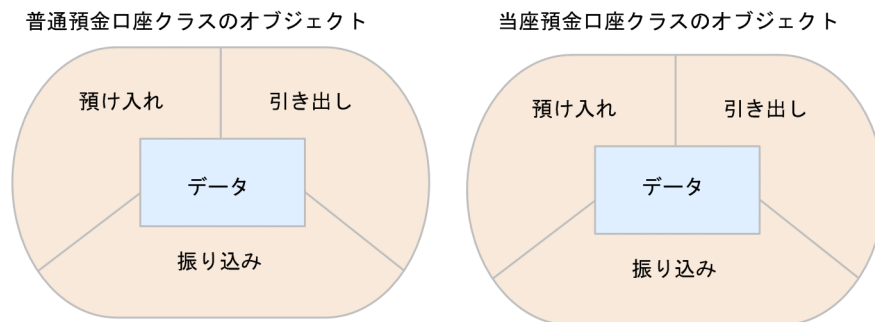 普通預金口座クラスのオブジェクト
預け入れ
引き出し
データ
振り込み
当座預金口座クラスのオブジェクト
預け入れ
引き出し
データ
振り込み